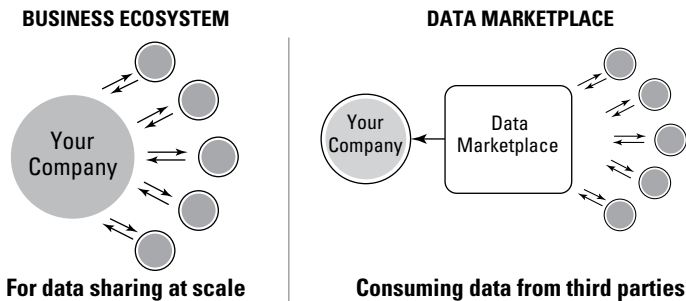 BUSINESS ECOSYSTEM
Your
Company
For data sharing at scale
DATA MARKETPLACE
Your
Company
Data
Marketplace
Consuming data from third parties